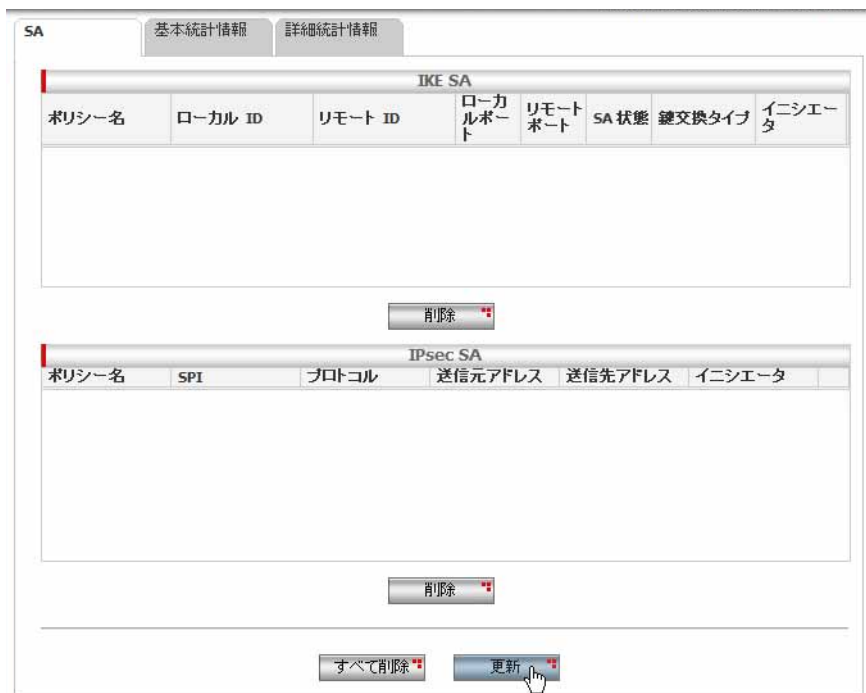 SA 基本統計情報 詳細統計情報
IKE SA
ポリシー名 ローカル ID リモート ID ローカルポート リモートポート SA 状態 鍵交換タイプ イニシエータ
削除
IPsec SA
ポリシー名 SPI プロトコル 送信元アドレス 送信先アドレス イニシエータ
削除
すべて削除 更新